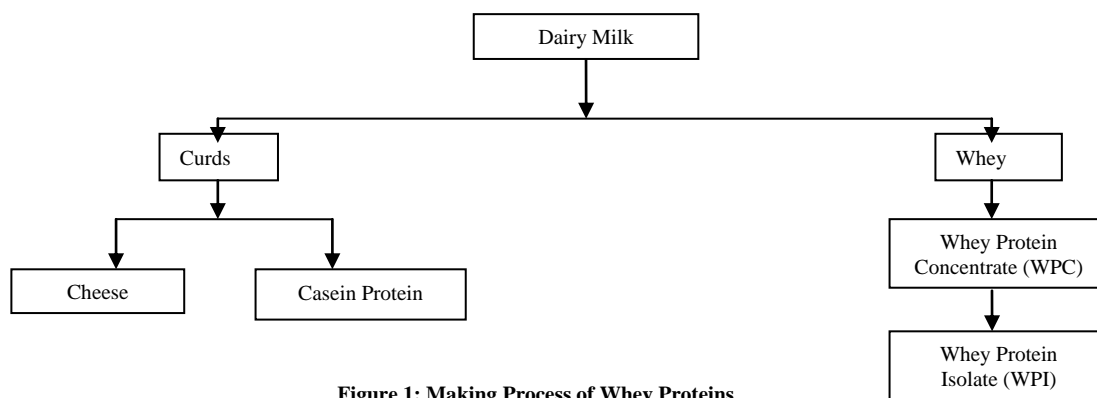 Dairy Milk
Curds
Whey
Whey Protein
Concentrate (WPC)
Cheese
Casein Protein
Whey Protein
Isolate (WPI)
Figure 1: Making Process of Whey Proteins